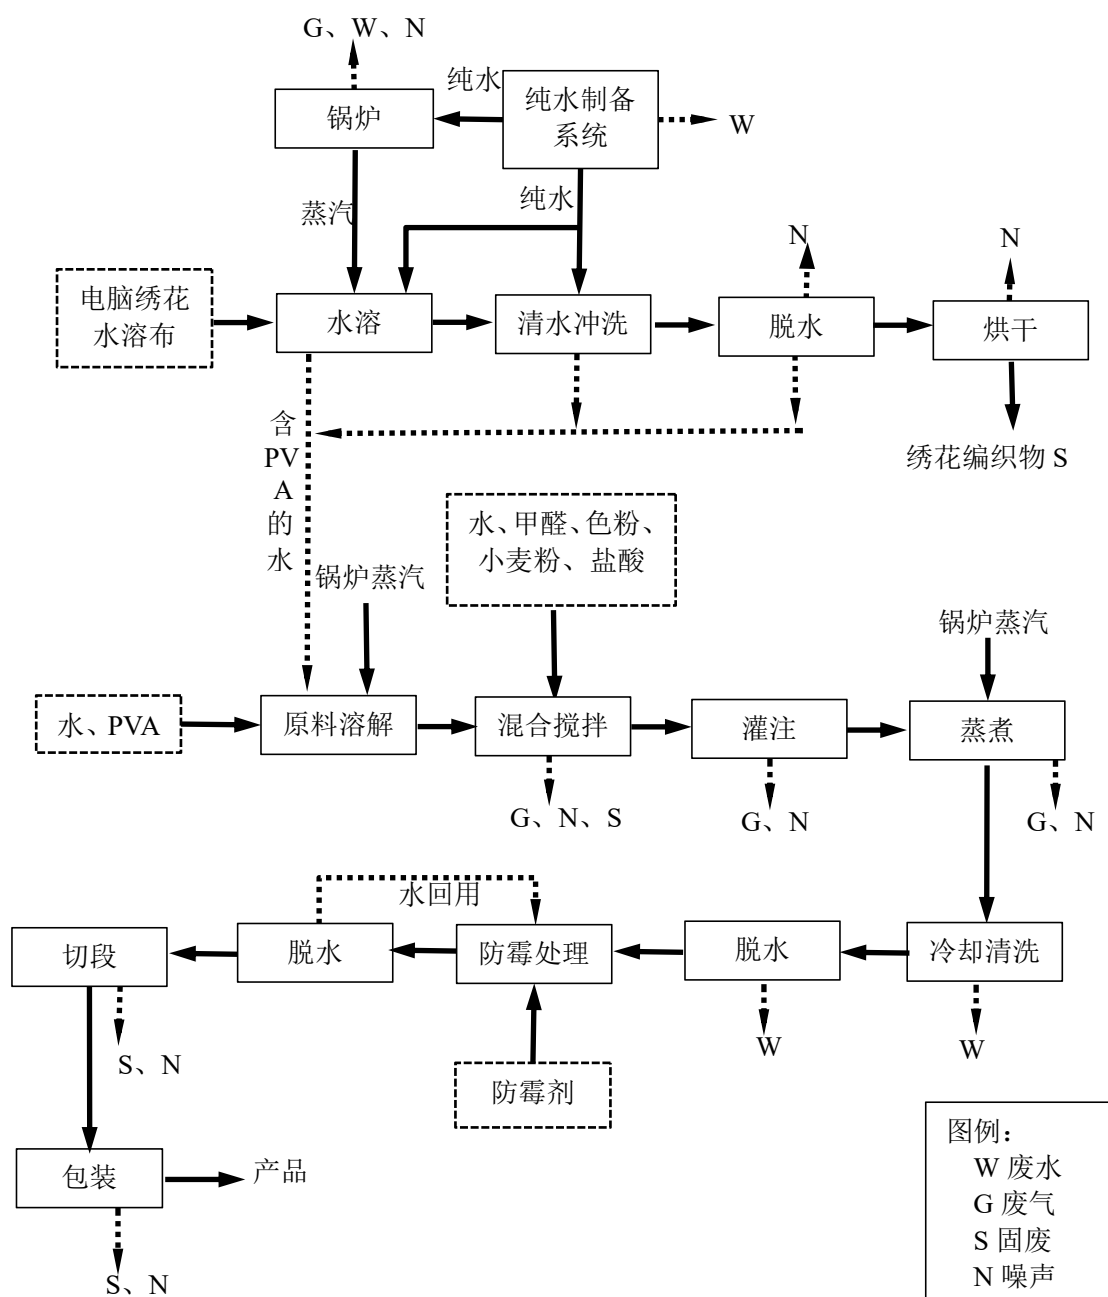 G、W、N
纯水
锅炉
纯水制备
系统
W
蒸汽
纯水
N
N
电脑绣花
水溶布
水溶
清水冲洗
脱水
烘干
含
PV
A
的
水
绣花编织物 S
水、甲醛、色粉、
小麦粉、盐酸
锅炉蒸汽
锅炉蒸汽
水、PVA
原料溶解
混合搅拌
灌注
蒸煮
G、N、S
G、N
G、N
水回用
切段
脱水
防霉处理
脱水
冷却清洗
S、N
W
W
防霉剂
包装
产品
S、N
图例：
W 废水
G 废气
S 固废
N 噪声